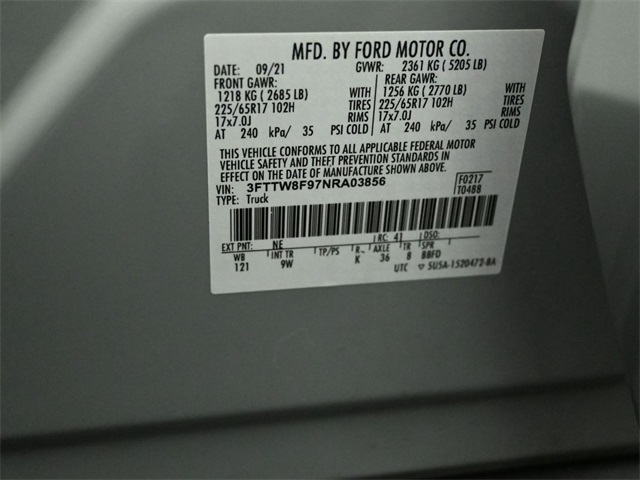 MFD. BY FORD MOTOR CO.
DATE: 09/21 GVWR: 2361 KG ( 5205 LB)
FRONT GAWR: REAR GAWR:
1218 KG ( 2685 LB) WITH 1256 KG ( 2770 LB) WITH
225/65R17 102H TIRES 225/65R17 102H TIRES
17x7.0J RIMS 17x7.0J RIMS
AT 240 kPa/ 35 PSI COLD AT 240 kPa/ 35 PSI COLD
THIS VEHICLE CONFORMS TO ALL APPLICABLE FEDERAL MOTOR
VEHICLE SAFETY AND THEFT PREVENTION STANDARDS IN
EFFECT ON THE DATE OF MANUFACTURE SHOWN ABOVE.
VIN: 3FTTW8F97NRA03856 F0217
TYPE: Truck T0488
EXT PNT: NE RC: 41 DSO:
WB INT TR TP/PS R. AXLE TR SPR
121 9W K 36 8 BBFD
UTC 5U5A-1520472-BA